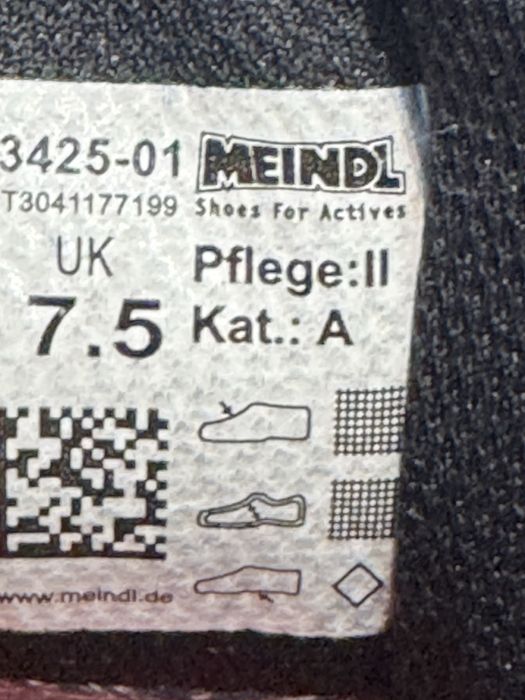 3425-01
MEINDL
T3041177199
Shoes For Actives
UK
Pflege:II
7.5
Kat.: A
www.meindl.de